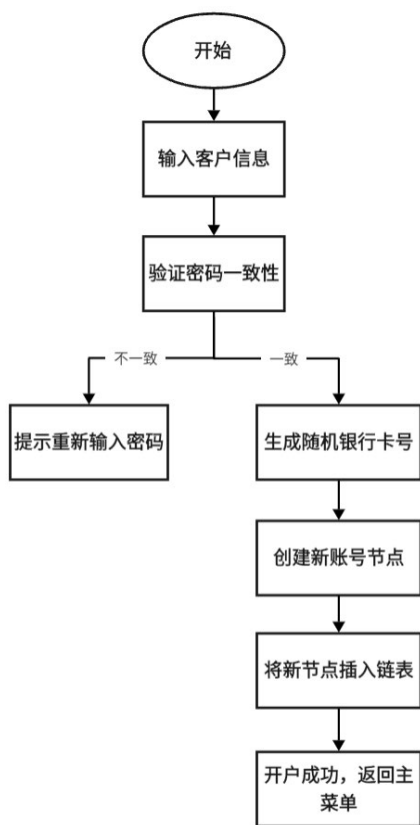 开始
输入客户信息
验证密码一致性
不一致
一致
提示重新输入密码
生成随机银行卡号
创建新账号节点
将新节点插入链表
开户成功，返回主
菜单